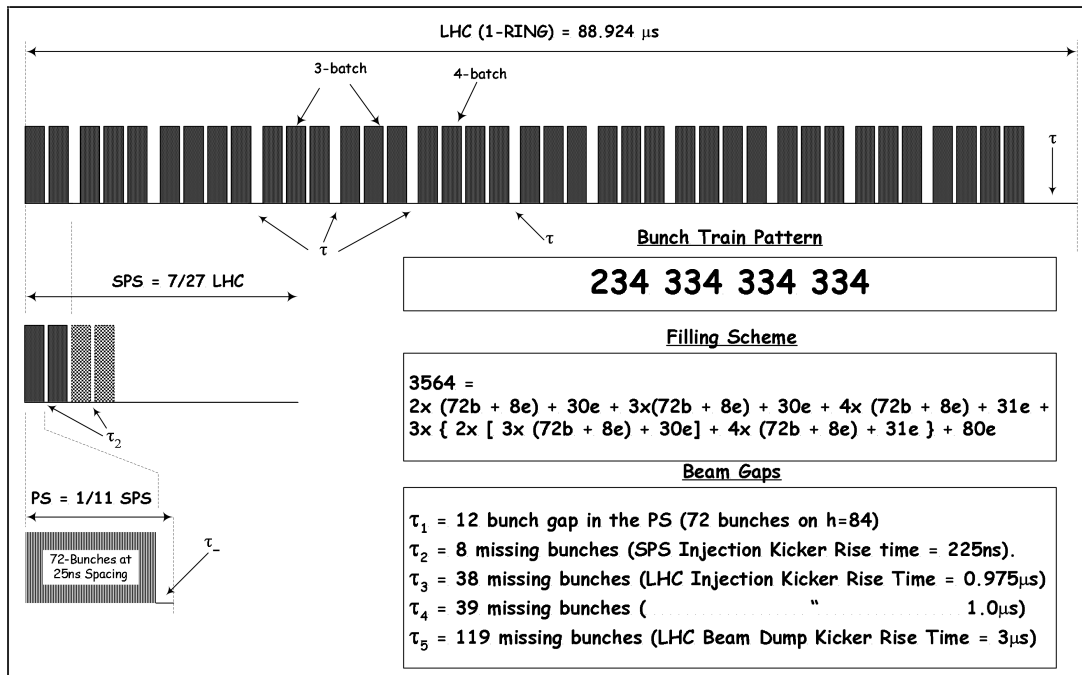 LHC (1-RING) = 88.924 μs
3-batch
4-batch
τ
τ
τ
Bunch Train Pattern
234 334 334 334
SPS = 7/27 LHC
Filling Scheme
3564 =
2x (72b + 8e) + 30e + 3x(72b + 8e) + 30e + 4x (72b + 8e) + 31e +
3x { 2x [ 3x (72b + 8e) + 30e] + 4x (72b + 8e) + 31e } + 80e
τ2
Beam Gaps
PS = 1/11 SPS
τ1 = 12 bunch gap in the PS (72 bunches on h=84)
τ2 = 8 missing bunches (SPS Injection Kicker Rise time = 225ns).
τ3 = 38 missing bunches (LHC Injection Kicker Rise Time = 0.975μs)
τ4 = 39 missing bunches ( " 1.0μs)
τ5 = 119 missing bunches (LHC Beam Dump Kicker Rise Time = 3μs)
τ_
72-Bunches at
25ns Spacing